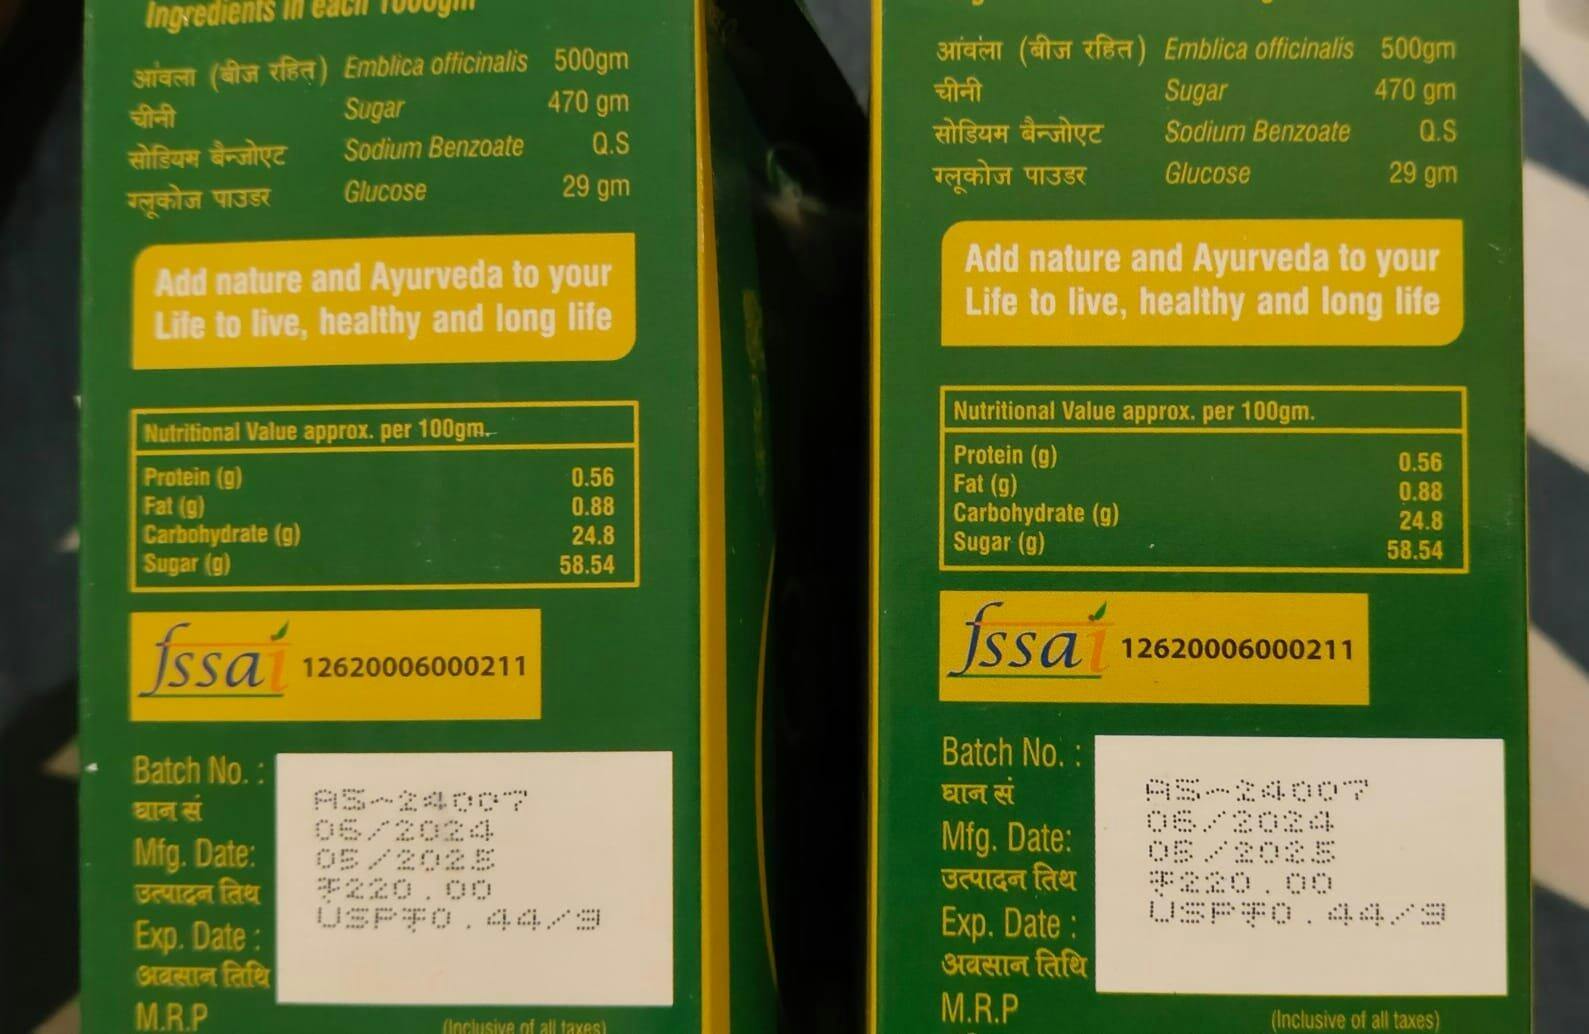 Ingredients in each 1000gm
आंवला (बीज रहित) Emblica officinalis 500gm
चीनी Sugar 470 gm
सोडियम बैन्जोएट Sodium Benzoate Q.S
ग्लूकोज पाउडर Glucose 29 gm
Add nature and Ayurveda to your
Life to live, healthy and long life
Nutritional Value approx. per 100gm.
Protein (g) 0.56
Fat (g) 0.88
Carbohydrate (g) 24.8
Sugar (g) 58.54
fssai 12620006000211
Batch No. : AS-24007
घान सं
06/2024
Mfg. Date: 05/2025
उत्पादन तिथ ₹220.00
Exp. Date : USP₹0.44/g
अवसान तिथि
M.R.P
(Inclusive of all taxes)
आंवला (बीज रहित) Emblica officinalis 500gm
चीनी Sugar 470 gm
सोडियम बैन्जोएट Sodium Benzoate Q.S
ग्लूकोज पाउडर Glucose 29 gm
Add nature and Ayurveda to your
Life to live, healthy and long life
Nutritional Value approx. per 100gm.
Protein (g) 0.56
Fat (g) 0.88
Carbohydrate (g) 24.8
Sugar (g) 58.54
fssai 12620006000211
Batch No. : AS-24007
घान सं
06/2024
Mfg. Date: 05/2025
उत्पादन तिथ ₹220.00
Exp. Date : USP₹0.44/g
अवसान तिथि
M.R.P
(Inclusive of all taxes)